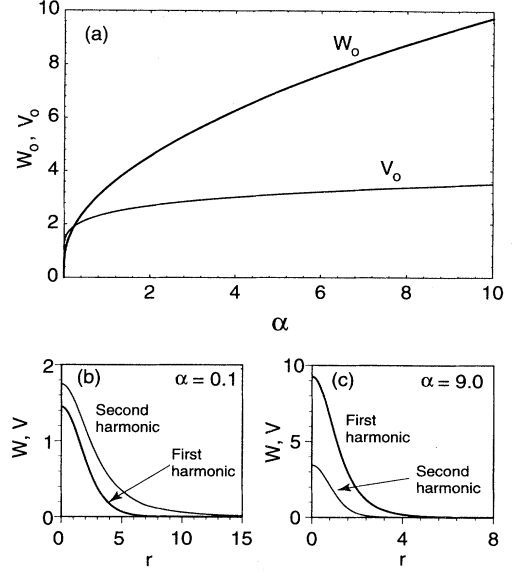 (a)
10
8
6
4
2
0
W₀, V₀
W₀
V₀
2
4
6
8
10
α
(b)
α = 0.1
2
1
0
W, V
Second
harmonic
First
harmonic
0
5
10
15
r
(c)
α = 9.0
10
5
0
W, V
First
harmonic
Second
harmonic
0
4
8
r